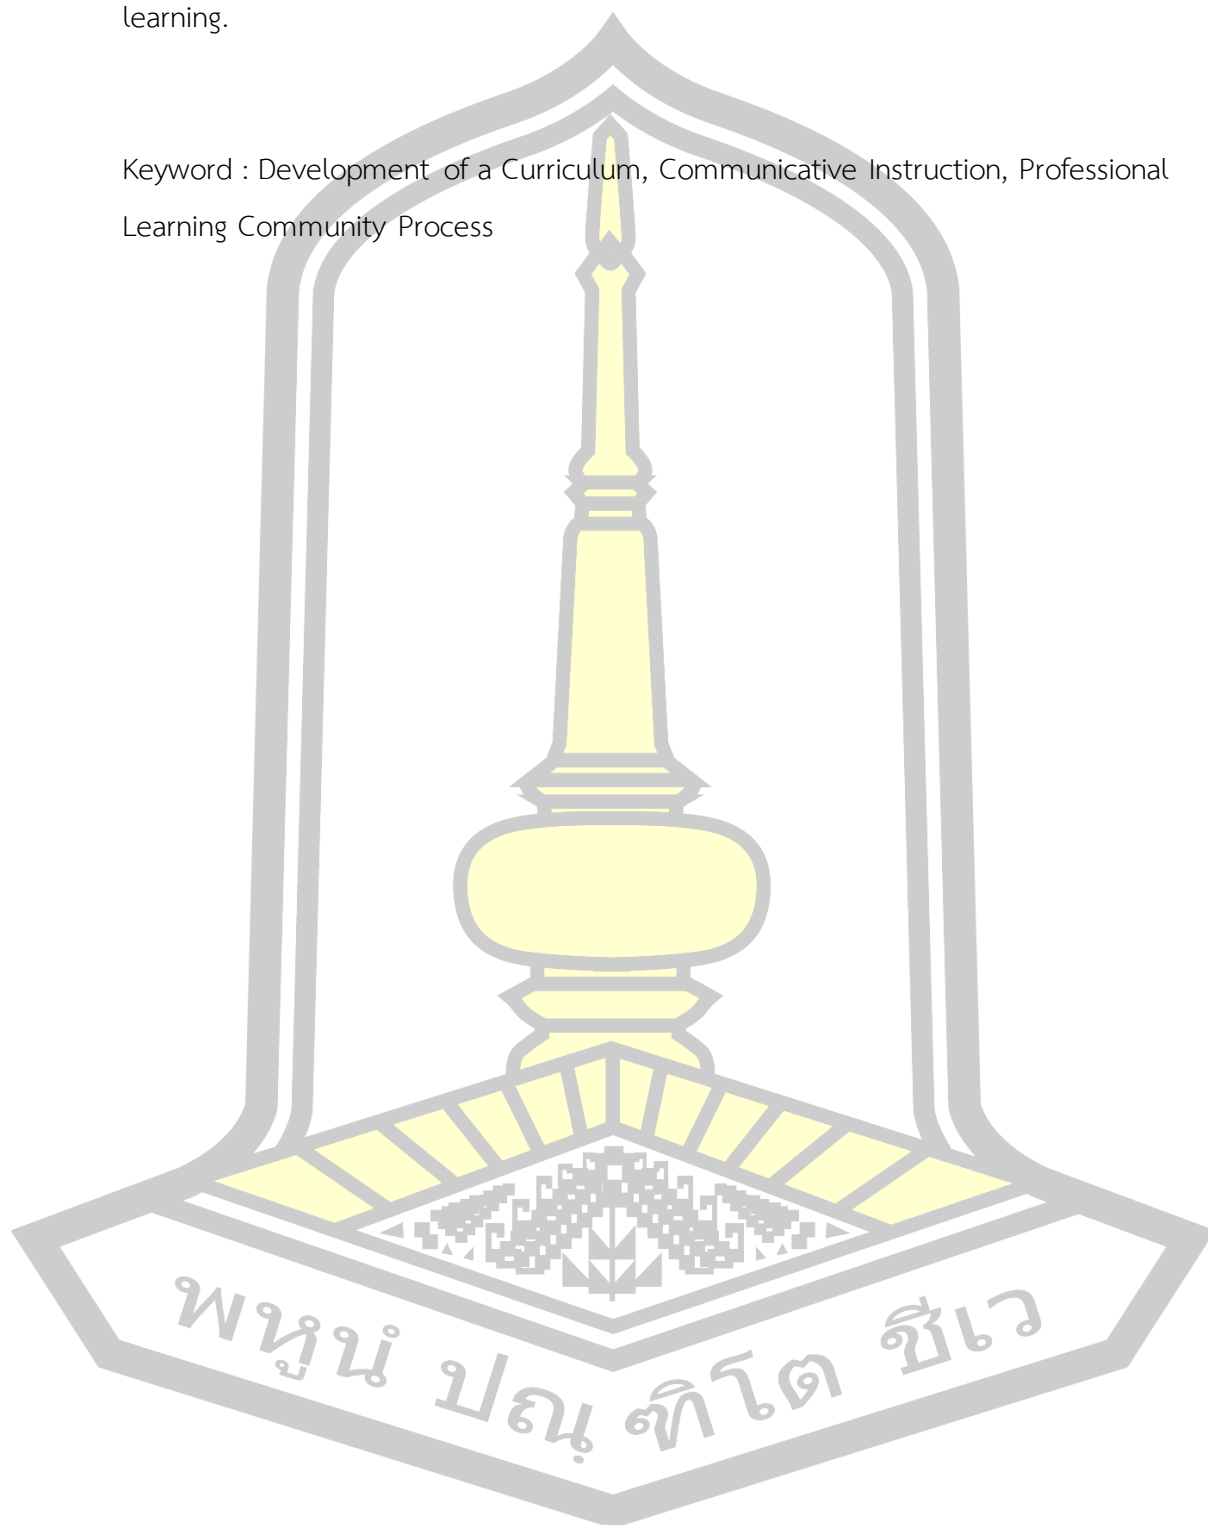 learning.
Keyword : Development of a Curriculum, Communicative Instruction, Professional
Learning Community Process
พหูนํ ปณฺฑิโต ชีเว